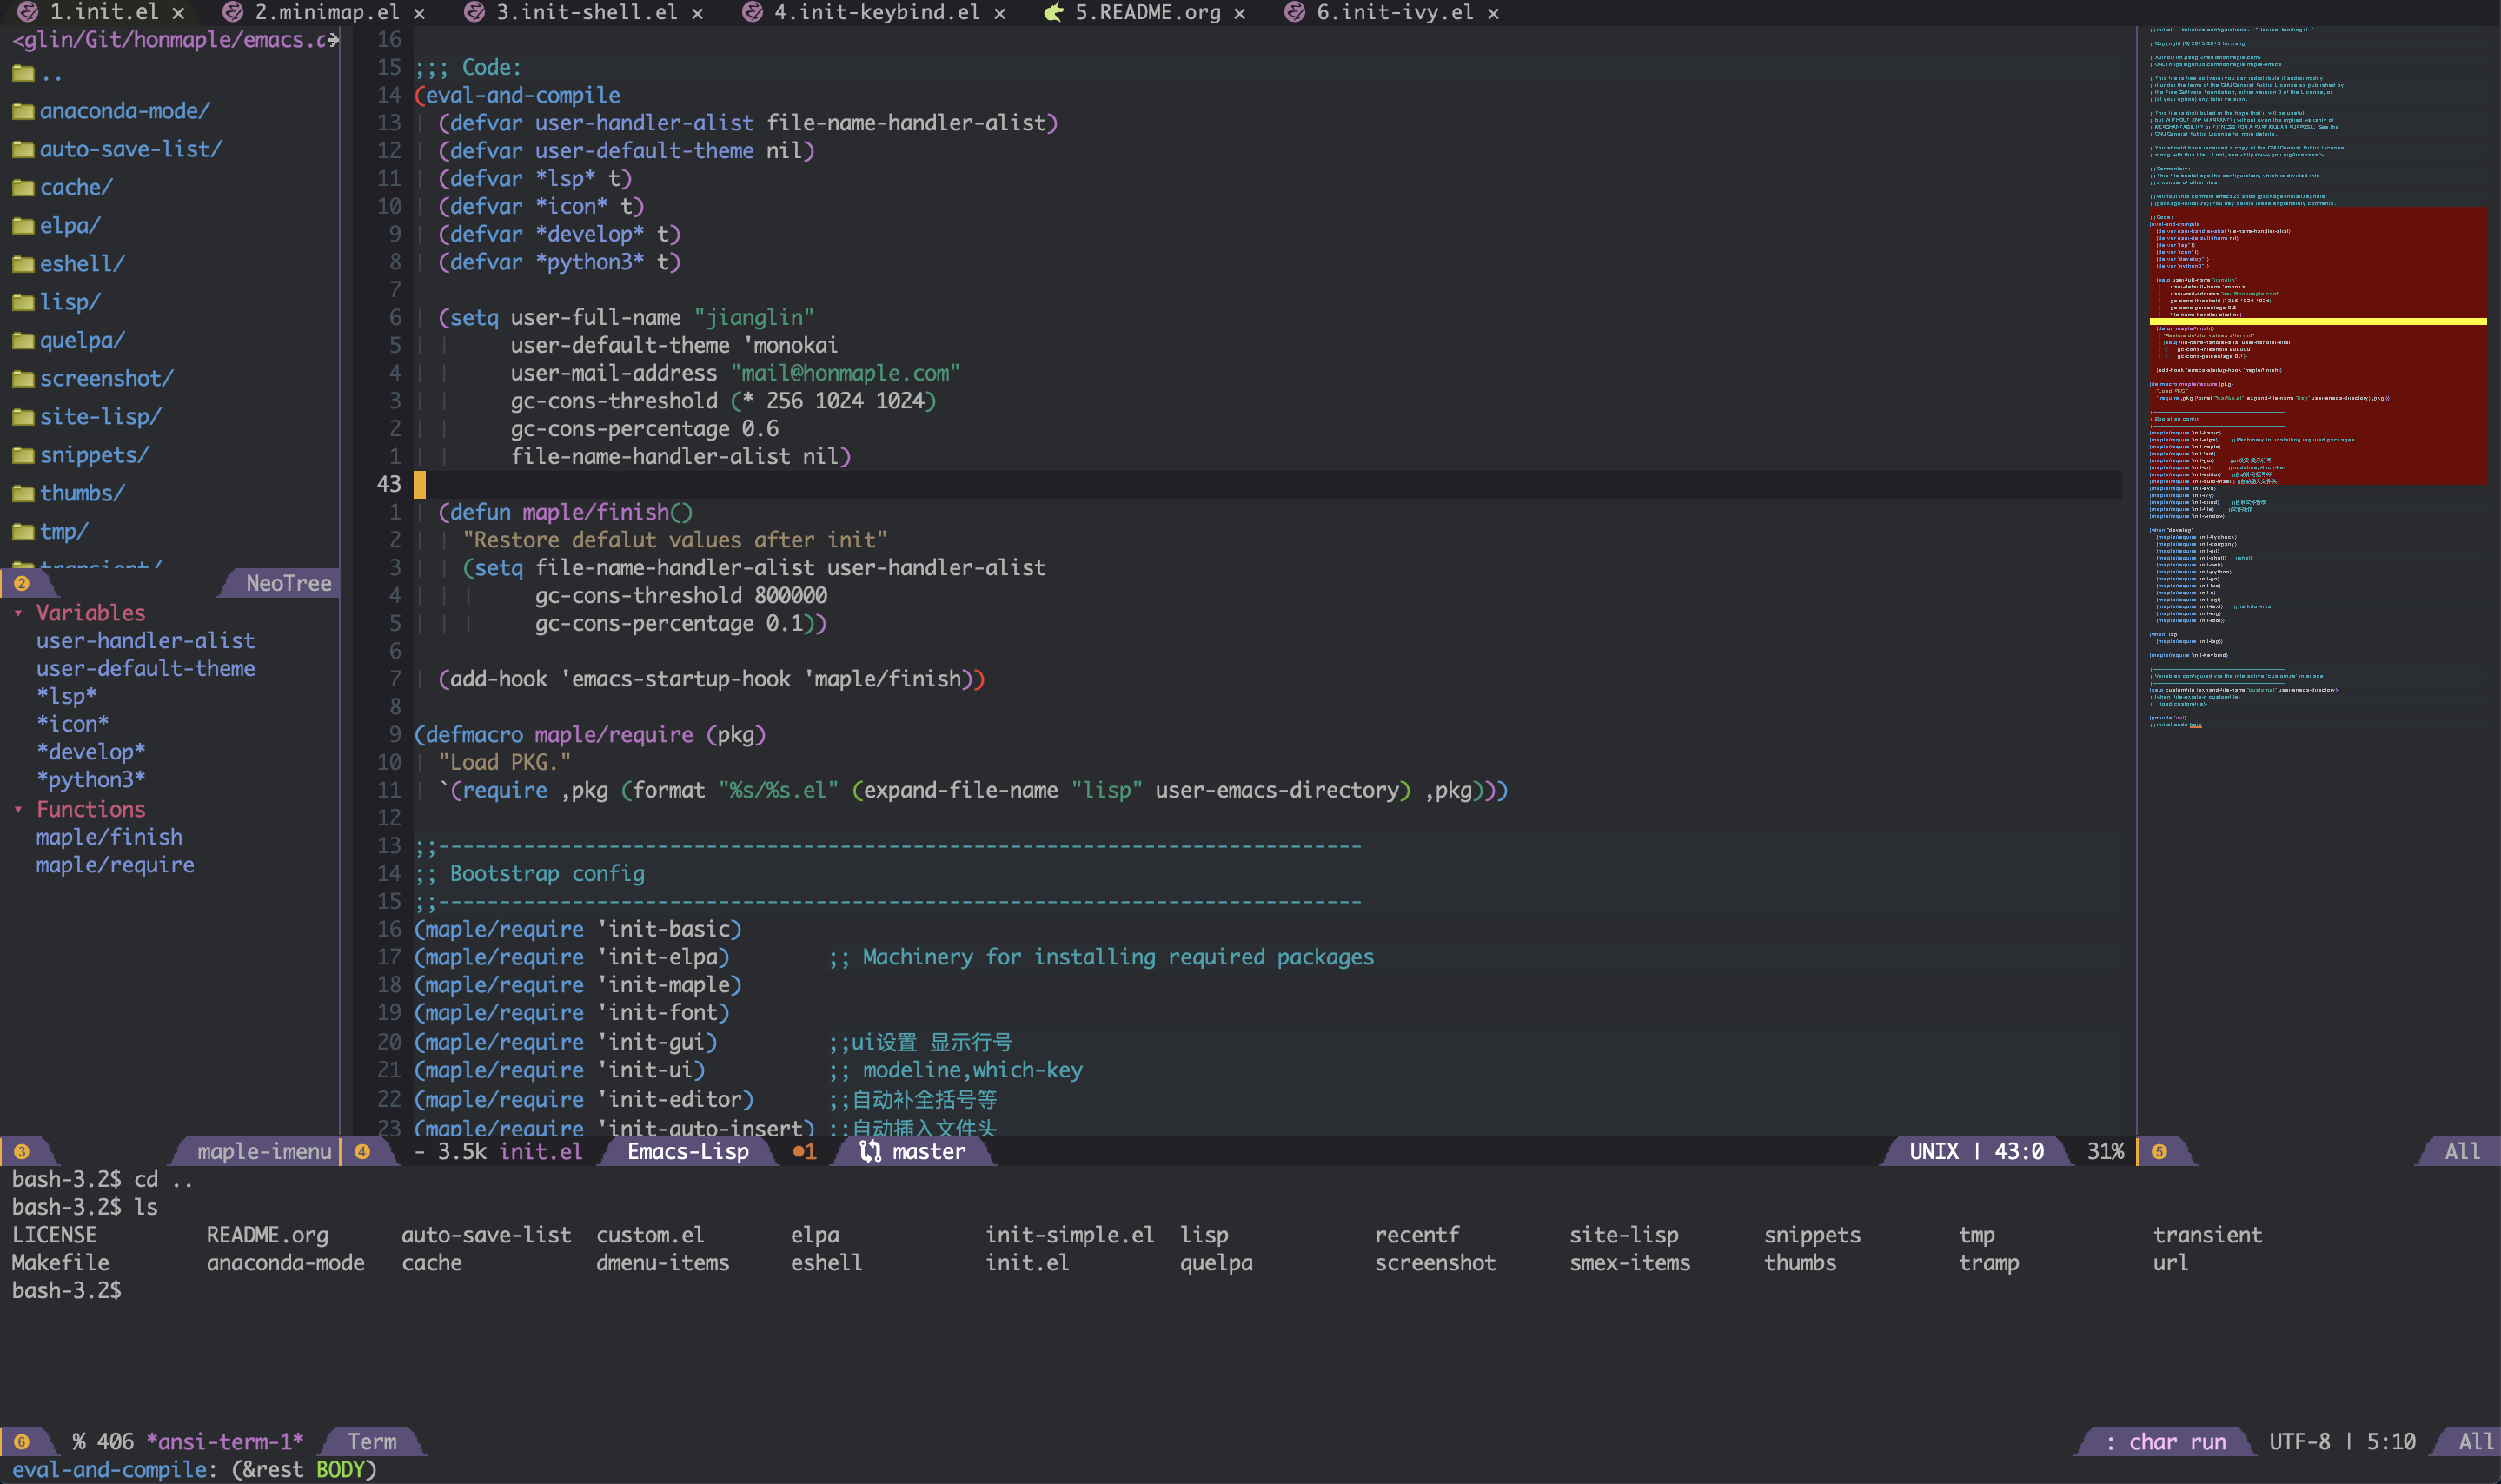 1.init.el × 2.minimap.el × 3.init-shell.el × 4.init-keybind.el × 5.README.org × 6.init-ivy.el ×
<glin/Git/honmaple/emacs.c
..
anaconda-mode/
auto-save-list/
cache/
elpa/
eshell/
lisp/
quelpa/
screenshot/
site-lisp/
snippets/
thumbs/
tmp/
transient/
2 NeoTree
▾ Variables
user-handler-alist
user-default-theme
*lsp*
*icon*
*develop*
*python3*
▾ Functions
maple/finish
maple/require
3 maple-imenu
16
15 ;;; Code:
14 (eval-and-compile
13 (defvar user-handler-alist file-name-handler-alist)
12 (defvar user-default-theme nil)
11 (defvar *lsp* t)
10 (defvar *icon* t)
9 (defvar *develop* t)
8 (defvar *python3* t)
7
6 (setq user-full-name "jianglin"
5 user-default-theme 'monokai
4 user-mail-address "mail@honmaple.com"
3 gc-cons-threshold (* 256 1024 1024)
2 gc-cons-percentage 0.6
1 file-name-handler-alist nil)
43
1 (defun maple/finish()
2 "Restore defalut values after init"
3 (setq file-name-handler-alist user-handler-alist
4 gc-cons-threshold 800000
5 gc-cons-percentage 0.1))
6
7 (add-hook 'emacs-startup-hook 'maple/finish))
8
9 (defmacro maple/require (pkg)
10 "Load PKG."
11 `(require ,pkg (format "%s/%s.el" (expand-file-name "lisp" user-emacs-directory) ,pkg)))
12
13 ;;----------------------------------------------------------------------------
14 ;; Bootstrap config
15 ;;----------------------------------------------------------------------------
16 (maple/require 'init-basic)
17 (maple/require 'init-elpa) ;; Machinery for installing required packages
18 (maple/require 'init-maple)
19 (maple/require 'init-font)
20 (maple/require 'init-gui) ;;ui设置 显示行号
21 (maple/require 'init-ui) ;; modeline,which-key
22 (maple/require 'init-editor) ;;自动补全括号等
23 (maple/require 'init-auto-insert) ;;自动插入文件头
4 - 3.5k init.el Emacs-Lisp ●1 master UNIX | 43:0 31%
5 All
bash-3.2$ cd ..
bash-3.2$ ls
LICENSE README.org auto-save-list custom.el elpa init-simple.el lisp recentf site-lisp snippets tmp transient
Makefile anaconda-mode cache dmenu-items eshell init.el quelpa screenshot smex-items thumbs tramp url
bash-3.2$
6 % 406 *ansi-term-1* Term : char run UTF-8 | 5:10 All
eval-and-compile: (&rest BODY)